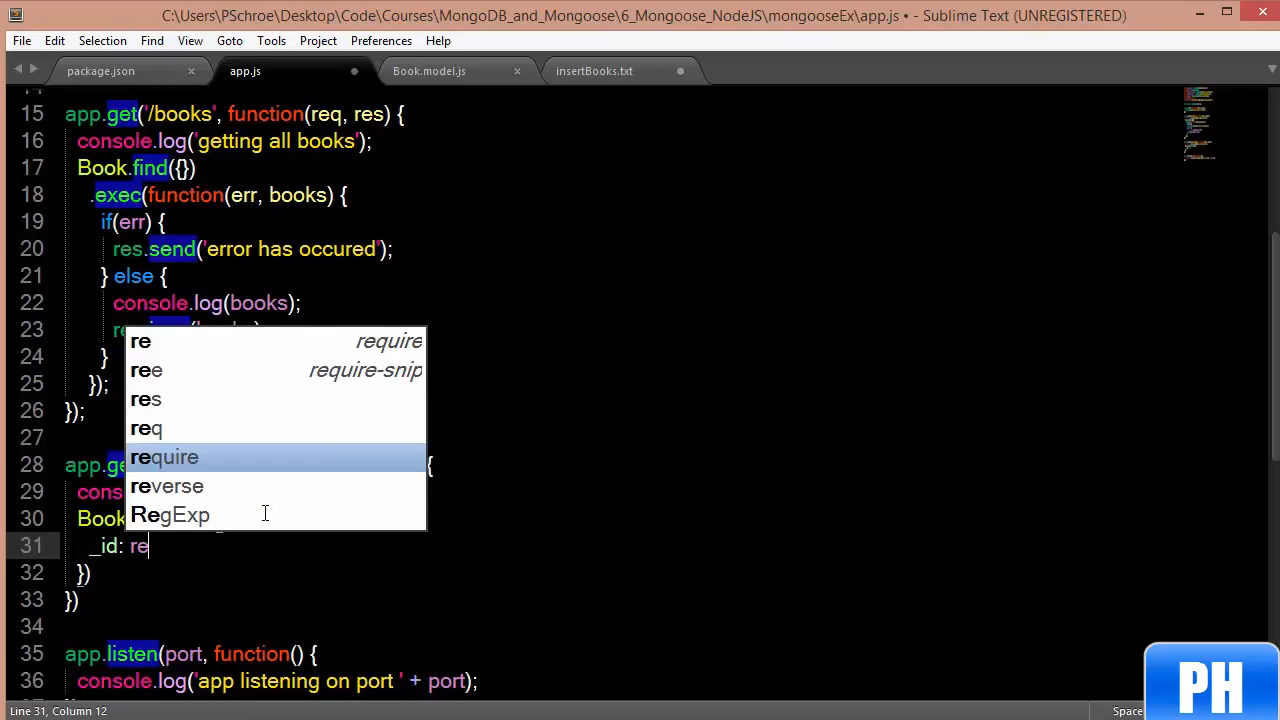 C:\Users\PSchroe\Desktop\Code\Courses\MongoDB_and_Mongoose\6_Mongoose_NodeJS\mongooseEx\app.js • - Sublime Text (UNREGISTERED)
File Edit Selection Find View Goto Tools Project Preferences Help
package.json app.js Book.model.js insertBooks.txt
15 app.get('/books', function(req, res) {
16 console.log('getting all books');
17 Book.find({})
18 .exec(function(err, books) {
19 if(err) {
20 res.send('error has occured');
21 } else {
22 console.log(books);
23
24 }
25 });
26 });
27
28 app.ge {
29 cons
30 Book
31 _id: re
32 })
33 })
34
35 app.listen(port, function() {
36 console.log('app listening on port ' + port);
re require
ree require-snip
res
req
require
reverse
RegExp
Line 31, Column 12 Space
PH